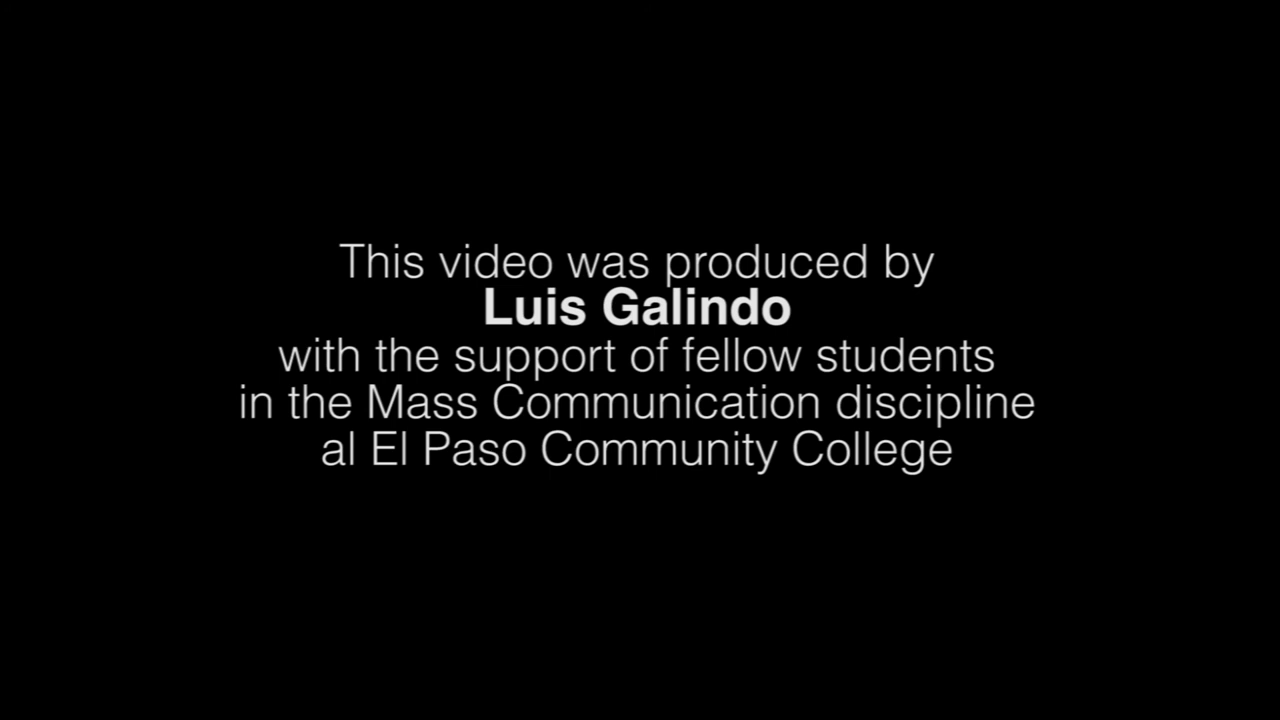 This video was produced by
Luis Galindo
with the support of fellow students
in the Mass Communication discipline
al El Paso Community College